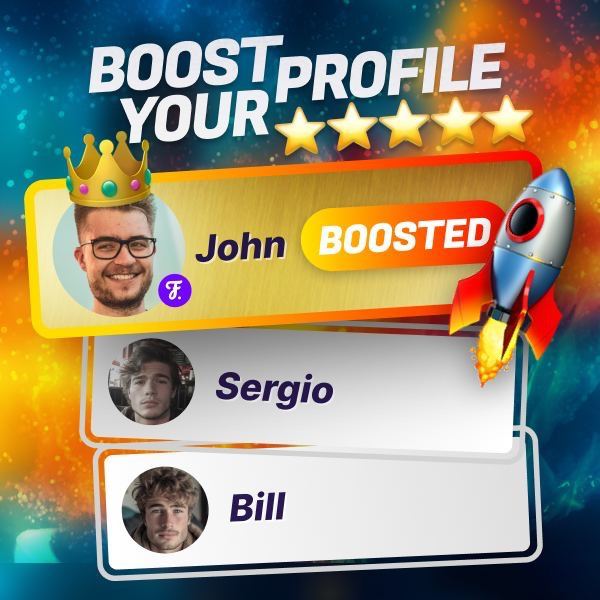 BOOST PROFILE
YOUR
John BOOSTED
F.
Sergio
Bill